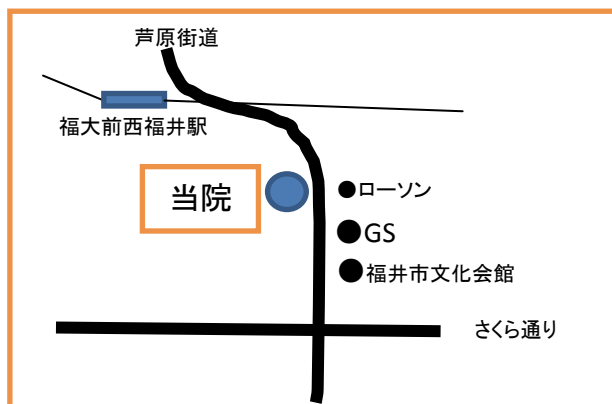 芦原街道
福大前西福井駅
当院
ローソン
GS
福井市文化会館
さくら通り